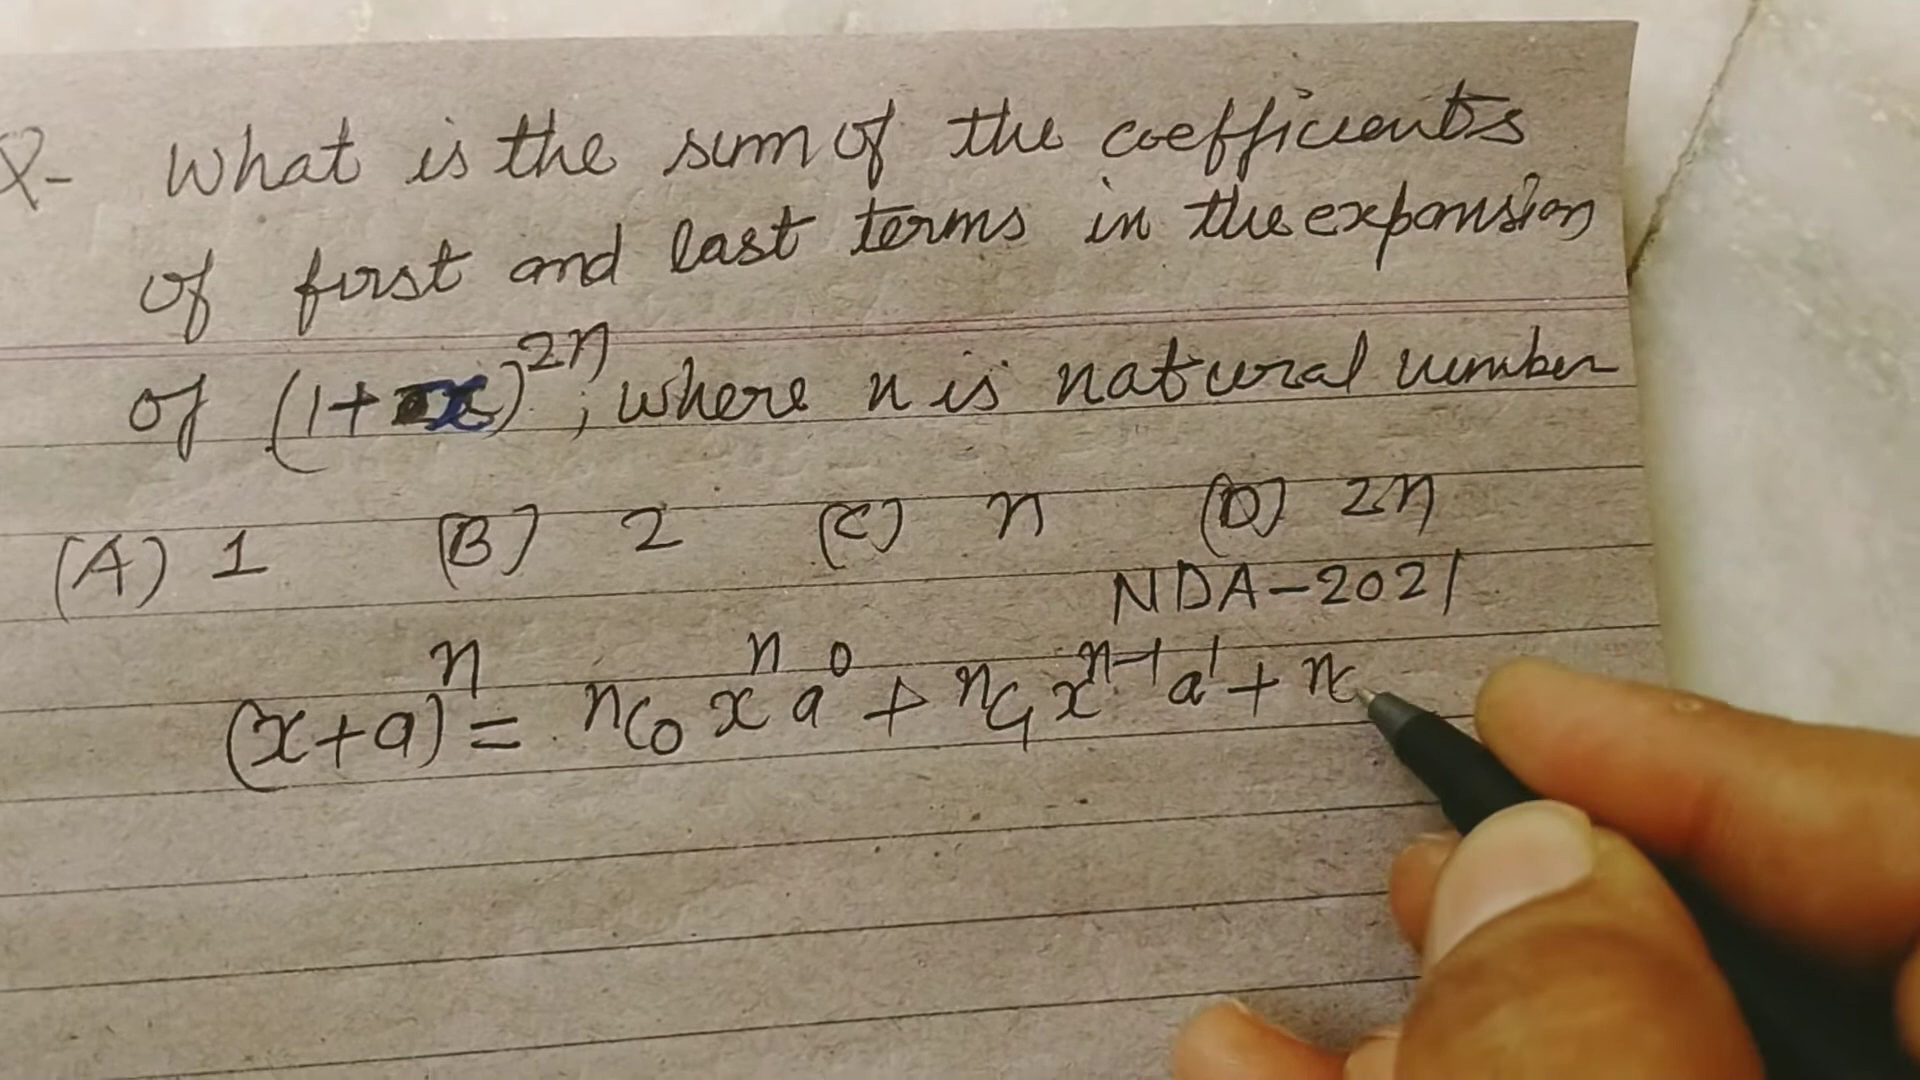 Q- What is the sum of the coefficients
of first and last terms in the expansion
of (1+x)^2n, where n is natural number
(A) 1 (B) 2 (C) n (D) 2n
NDA-2021
(x+a)^n = nC0 x^n a^0 + nC1 x^n-1 a^1 + nC